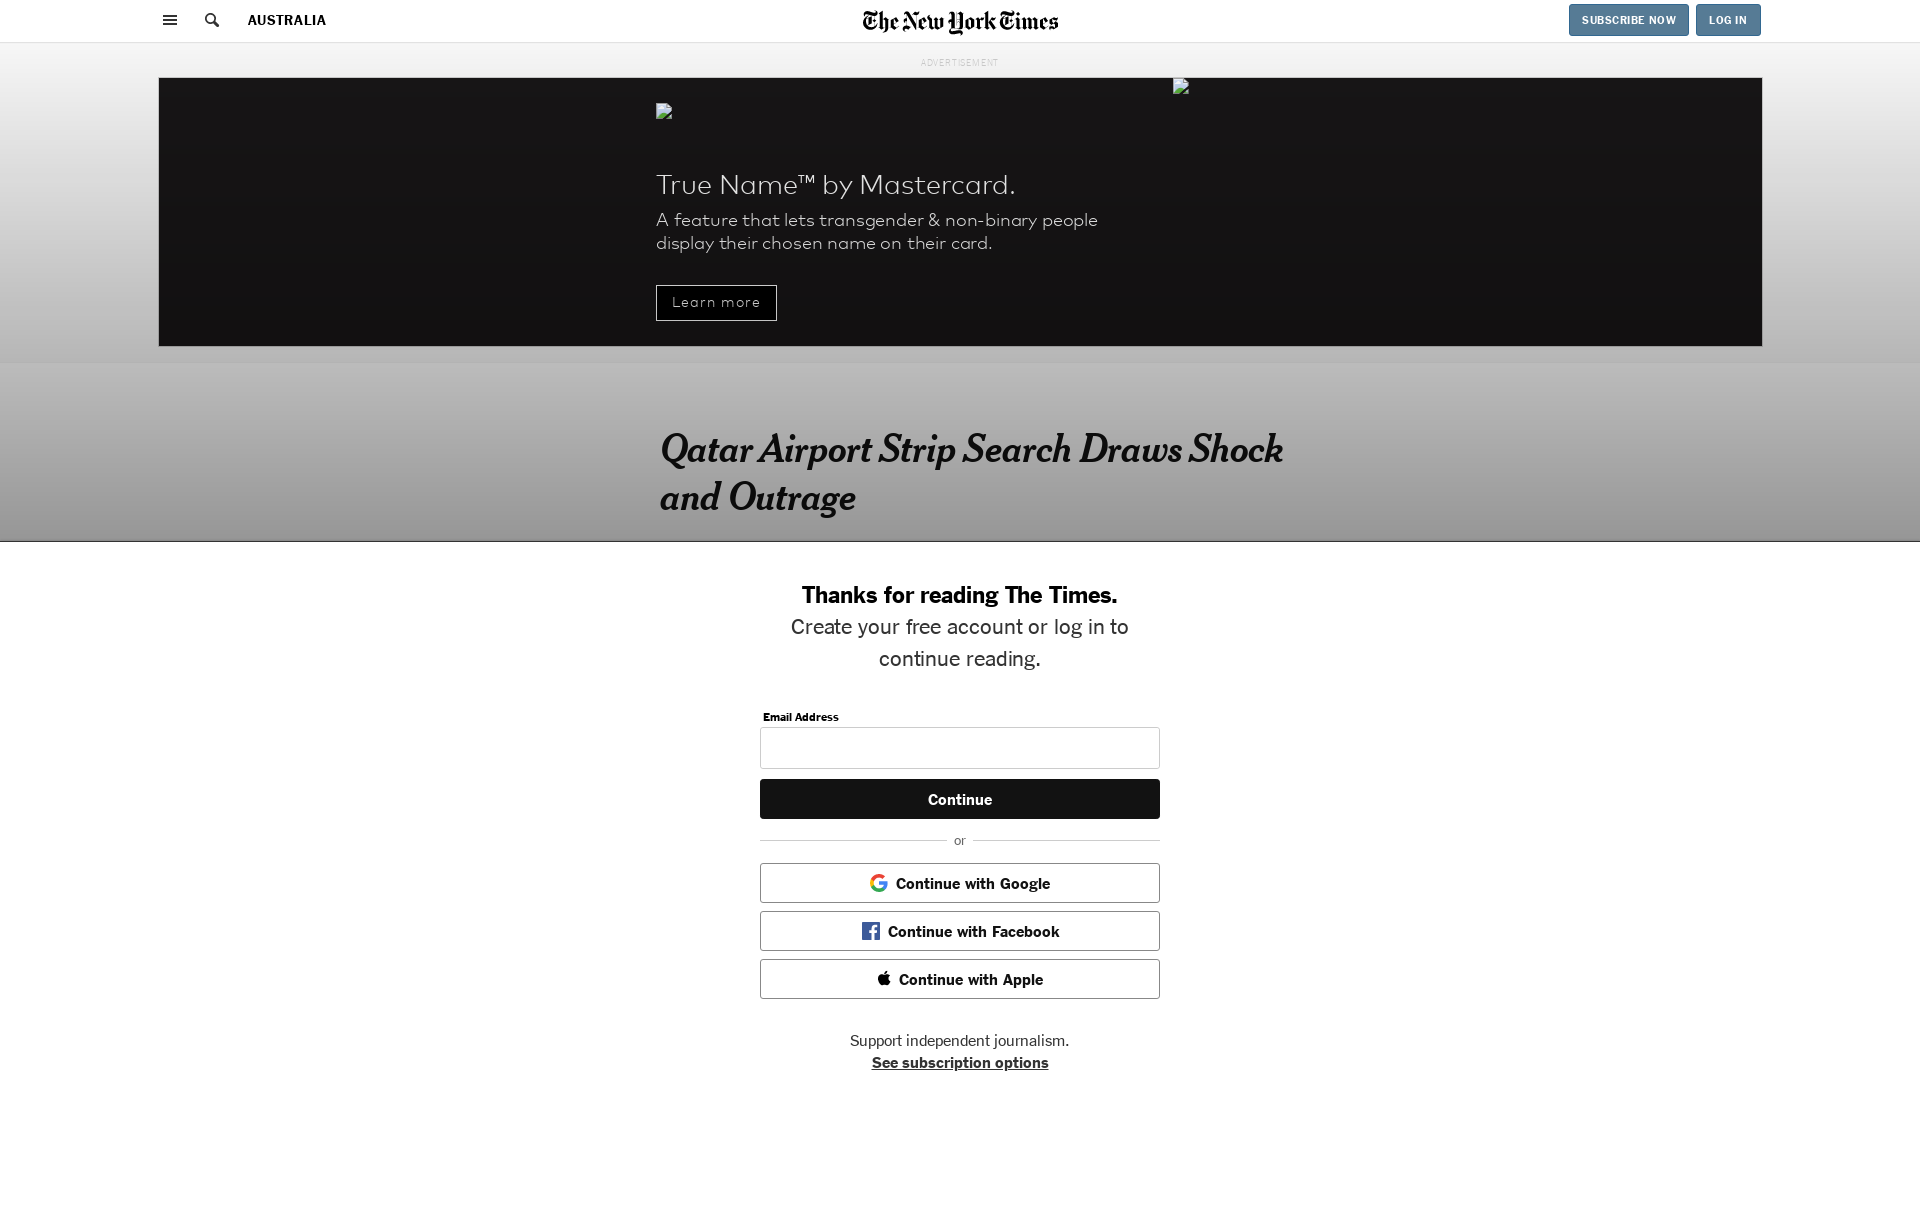 AUSTRALIA
The New York Times
SUBSCRIBE NOW
LOG IN
ADVERTISEMENT
True Name™ by Mastercard.
A feature that lets transgender & non-binary people
display their chosen name on their card.
Learn more
Qatar Airport Strip Search Draws Shock
and Outrage
Thanks for reading The Times.
Create your free account or log in to
continue reading.
Email Address
Continue
or
Continue with Google
Continue with Facebook
Continue with Apple
Support independent journalism.
See subscription options